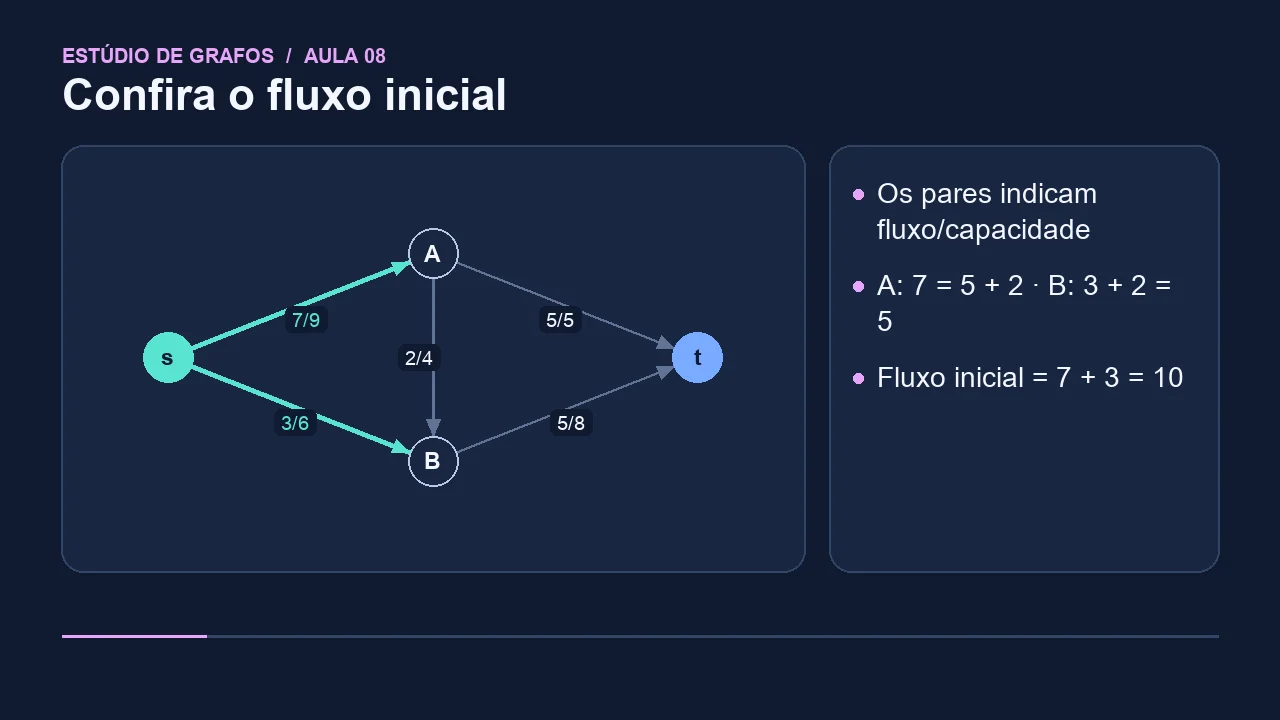 ESTÚDIO DE GRAFOS / AULA 08
Confira o fluxo inicial
A
7/9
5/5
s
2/4
t
3/6
5/8
B
Os pares indicam
fluxo/capacidade
A: 7 = 5 + 2 · B: 3 + 2 =
5
Fluxo inicial = 7 + 3 = 10